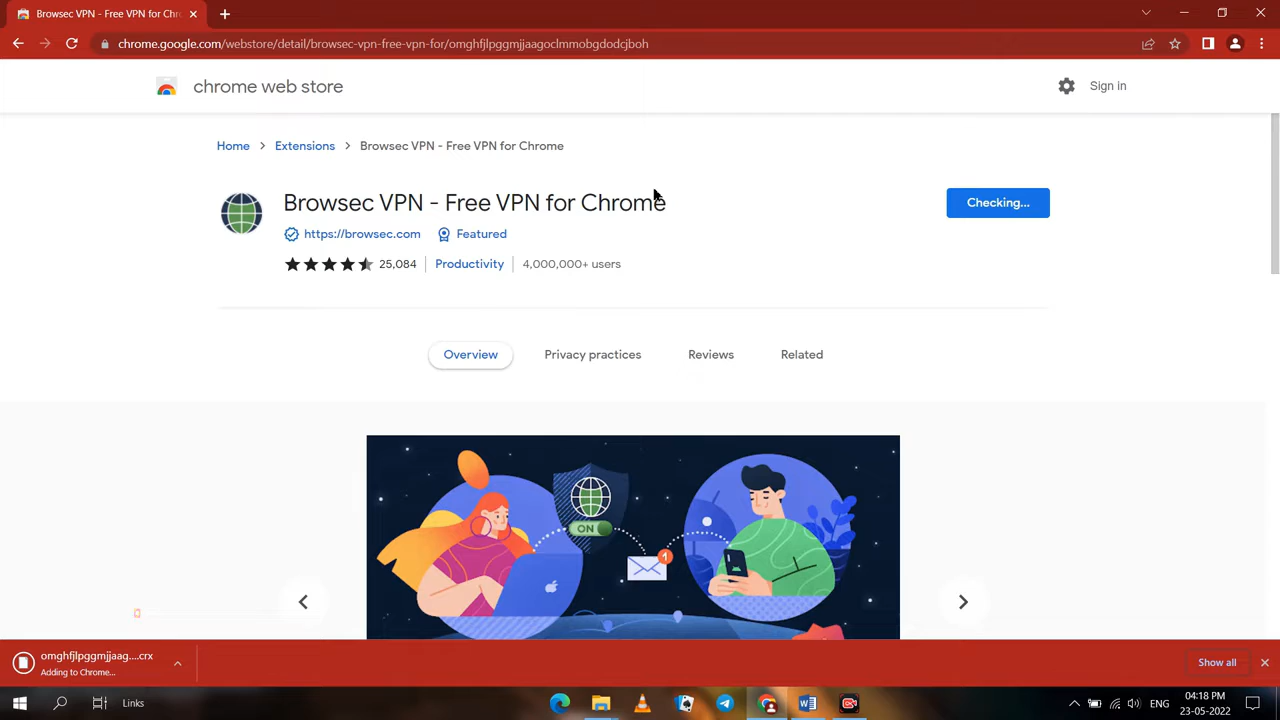 Browsec VPN - Free VPN for Chr
chrome.google.com/webstore/detail/browsec-vpn-free-vpn-for/omghfjlpggmjjaagoclmmobgdodcjboh
chrome web store
Sign in
Home > Extensions > Browsec VPN - Free VPN for Chrome
Browsec VPN - Free VPN for Chrome
Checking...
https://browsec.com Featured
25,084 Productivity 4,000,000+ users
Overview Privacy practices Reviews Related
ON
1
omghfjlpggmjjaag....crx
Adding to Chrome...
Show all
Links
ENG
04:18 PM
23-05-2022